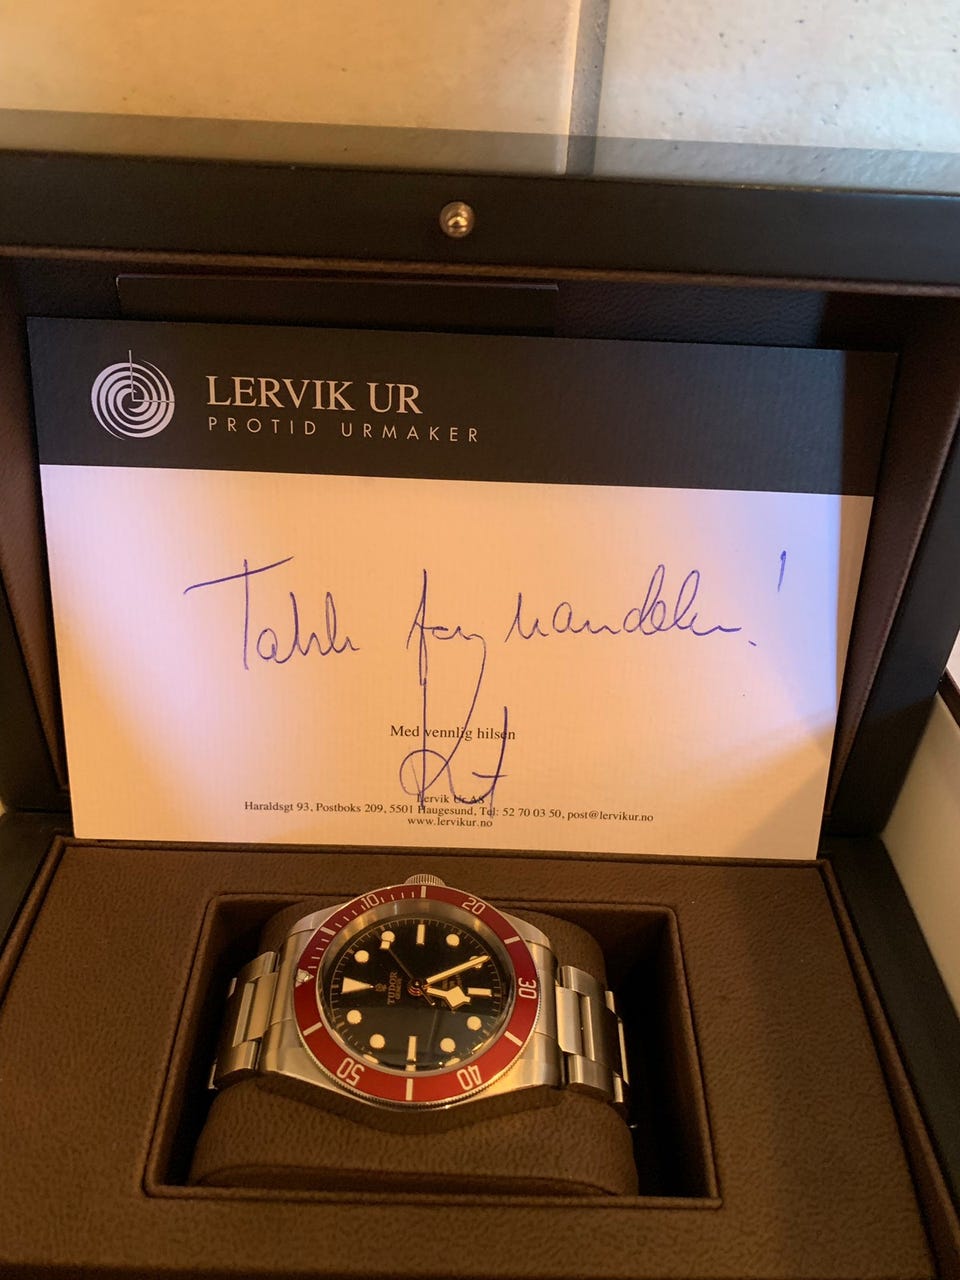 LERVIK UR
PROTID URMAKER
Takk for handelen!
Med vennlig hilsen
Lervik Ur AS
Haraldsgt 93, Postboks 209, 5501 Haugesund, Tel: 52 70 03 50, post@lervikur.no
www.lervikur.no
10
20
30
40
50
TUDOR
GENEVE